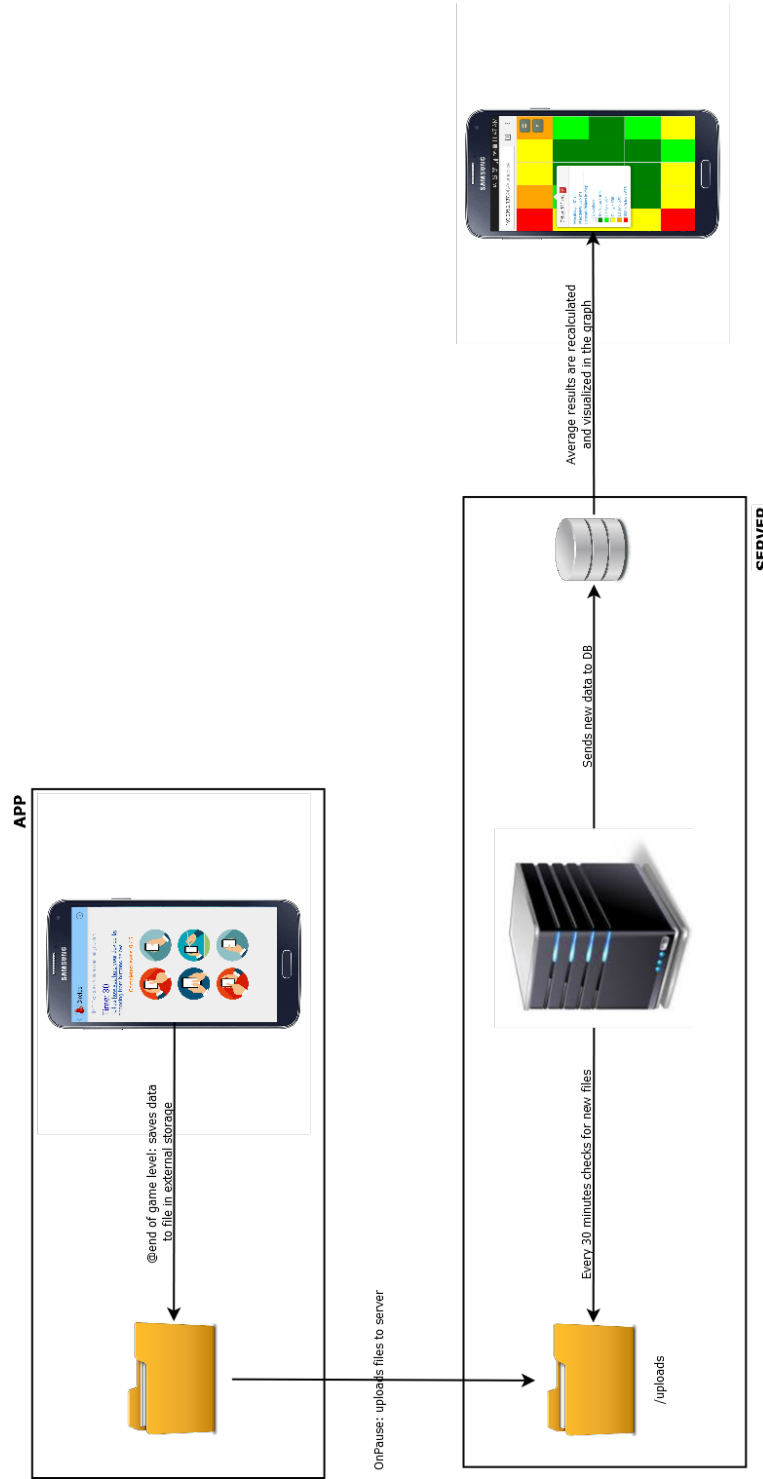 APP
SAMSUNG
Time: 30
@end of game level: saves data
to file in external storage
OnPause: uploads files to server
SERVER
/uploads
Every 30 minutes checks for new files
Sends new data to DB
Average results are recalculated
and visualized in the graph
SAMSUNG